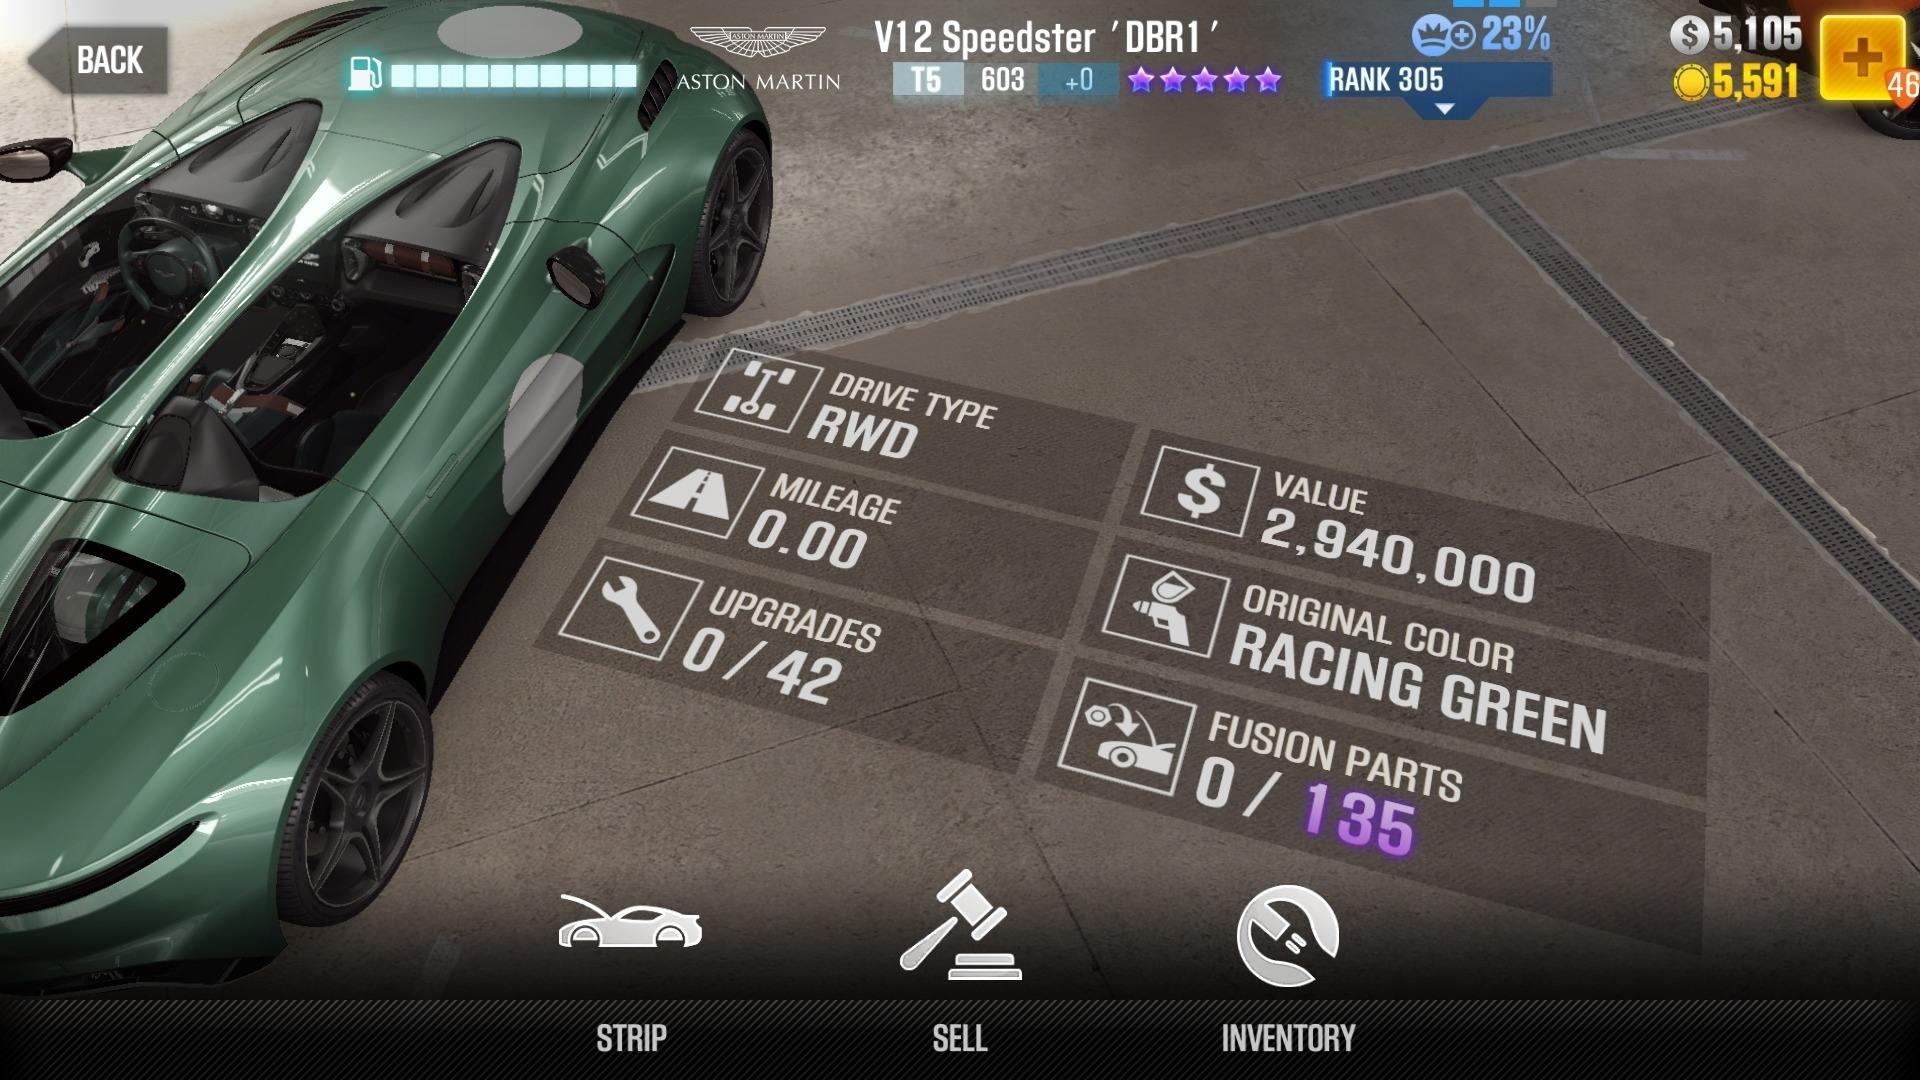 BACK
ASTON MARTIN
ASTON MARTIN
V12 Speedster 'DBR1'
T5 603 +0
23%
RANK 305
5,105
5,591
46
DRIVE TYPE
RWD
MILEAGE
0.00
UPGRADES
0/42
VALUE
2,940,000
ORIGINAL COLOR
RACING GREEN
FUSION PARTS
0/ 135
STRIP
SELL
INVENTORY